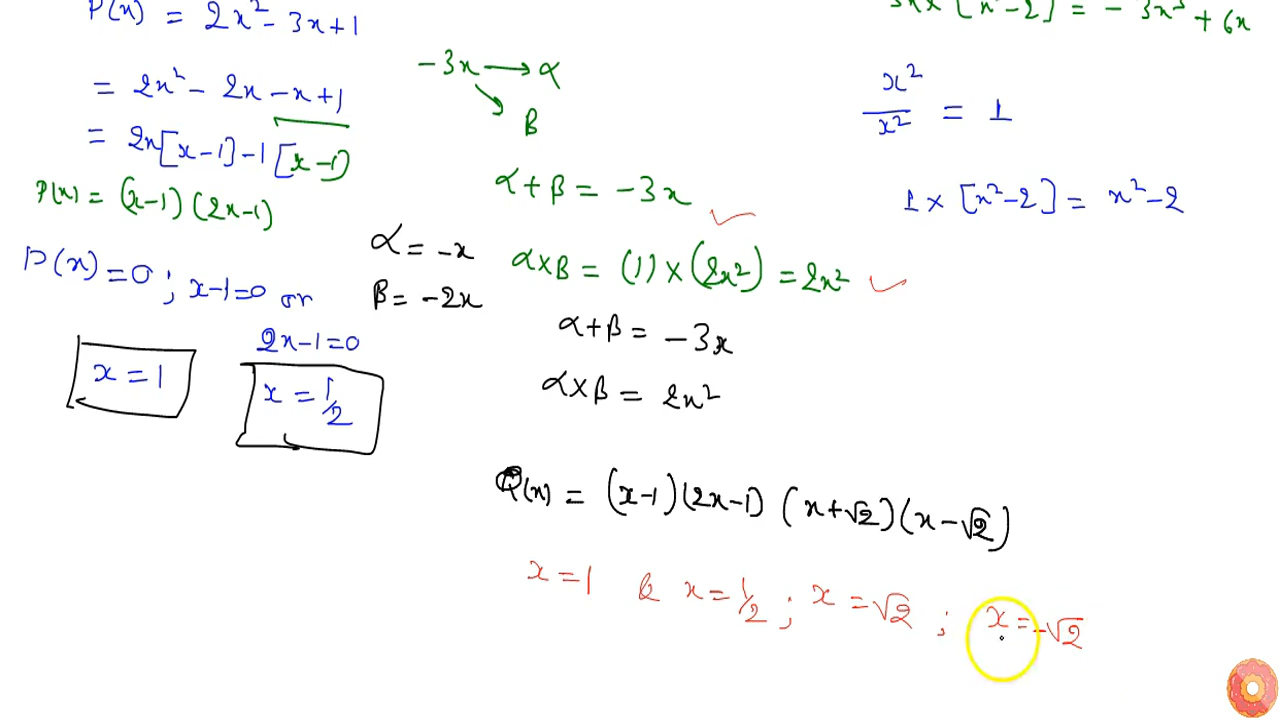 P(x) = 2x² - 3x + 1
= 2x² - 2x - x + 1
= 2x[x-1] - 1[x-1)
P(x) = (x-1)(2x-1)
P(x) = 0 ; x-1=0 or
2x-1=0
x = 1
x = 1/2
-3x → α
β
α+β = -3x
α = -x
β = -2x
α×β = (1) × (2x²) = 2x²
α+β = -3x
α×β = 2x²
[x²-2] = - 3x³ + 6x
x²/x² = 1
1 × [x²-2] = x²-2
(x) = (x-1)(2x-1)(x+√2)(x-√2)
x = 1 & x = 1/2 ; x = √2 ; x = -√2